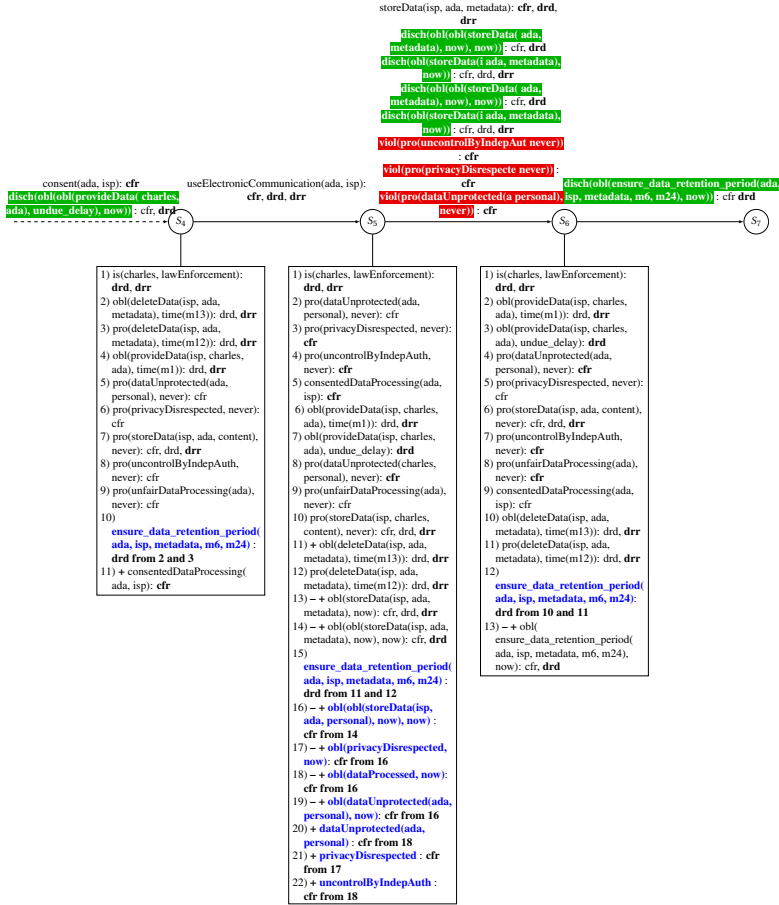 storeData(isp, ada, metadata): cfr, drd,
drr
disch(obl(obl(storeData( ada,
metadata), now), now)) : cfr, drd
disch(obl(storeData(i ada, metadata),
now)) : cfr, drd, drr
disch(obl(obl(storeData( ada,
metadata), now), now)) : cfr, drd
disch(obl(storeData(i ada, metadata),
now)) : cfr, drd, drr
viol(pro(uncontrolByIndepAut never))
: cfr
viol(pro(privacyDisrespecte never)) :
cfr
viol(pro(dataUnprotected(a personal),
never)) : cfr
consent(ada, isp): cfr
disch(obl(obl(provideData( charles,
ada), undue_delay), now)) : cfr, drd
useElectronicCommunication(ada, isp):
cfr, drd, drr
disch(obl(ensure_data_retention_period(ada,
isp, metadata, m6, m24), now)) : cfr drd
S4
S5
S6
S7
1) is(charles, lawEnforcement):
drd, drr
2) obl(deleteData(isp, ada,
metadata), time(m13)): drd, drr
3) pro(deleteData(isp, ada,
metadata), time(m12)): drd, drr
4) obl(provideData(isp, charles,
ada), time(m1)): drd, drr
5) pro(dataUnprotected(ada,
personal), never): cfr
6) pro(privacyDisrespected, never):
cfr
7) pro(storeData(isp, ada, content),
never): cfr, drd, drr
8) pro(uncontrolByIndepAuth,
never): cfr
9) pro(unfairDataProcessing(ada),
never): cfr
10)
ensure_data_retention_period(
ada, isp, metadata, m6, m24) :
drd from 2 and 3
11) + consentedDataProcessing(
ada, isp): cfr
1) is(charles, lawEnforcement):
drd, drr
2) pro(dataUnprotected(ada,
personal), never): cfr
3) pro(privacyDisrespected, never):
cfr
4) pro(uncontrolByIndepAuth,
never): cfr
5) consentedDataProcessing(ada,
isp): cfr
6) obl(provideData(isp, charles,
ada), time(m1)): drd, drr
7) obl(provideData(isp, charles,
ada), undue_delay): drd
8) pro(dataUnprotected(charles,
personal), never): cfr
9) pro(unfairDataProcessing(ada),
never): cfr
10) pro(storeData(isp, charles,
content), never): cfr, drd, drr
11) + obl(deleteData(isp, ada,
metadata), time(m13)): drd, drr
12) pro(deleteData(isp, ada,
metadata), time(m12)): drd, drr
13) – + obl(storeData(isp, ada,
metadata), now): cfr, drd, drr
14) – + obl(obl(storeData(isp, ada,
metadata), now), now): cfr, drd
15)
ensure_data_retention_period(
ada, isp, metadata, m6, m24) :
drd from 11 and 12
16) – + obl(obl(storeData(isp,
ada, personal), now), now) :
cfr from 14
17) – + obl(privacyDisrespected,
now): cfr from 16
18) – + obl(dataProcessed, now):
cfr from 16
19) – + obl(dataUnprotected(ada,
personal), now): cfr from 16
20) + dataUnprotected(ada,
personal) : cfr from 18
21) + privacyDisrespected : cfr
from 17
22) + uncontrolByIndepAuth :
cfr from 18
1) is(charles, lawEnforcement):
drd, drr
2) obl(provideData(isp, charles,
ada), time(m1)): drd, drr
3) obl(provideData(isp, charles,
ada), undue_delay): drd
4) pro(dataUnprotected(ada,
personal), never): cfr
5) pro(privacyDisrespected, never):
cfr
6) pro(storeData(isp, ada, content),
never): cfr, drd, drr
7) pro(uncontrolByIndepAuth,
never): cfr
8) pro(unfairDataProcessing(ada),
never): cfr
9) consentedDataProcessing(ada,
isp): cfr
10) obl(deleteData(isp, ada,
metadata), time(m13)): drd, drr
11) pro(deleteData(isp, ada,
metadata), time(m12)): drd, drr
12)
ensure_data_retention_period(
ada, isp, metadata, m6, m24):
drd from 10 and 11
13) – + obl(
ensure_data_retention_period(
ada, isp, metadata, m6, m24),
now): cfr, drd